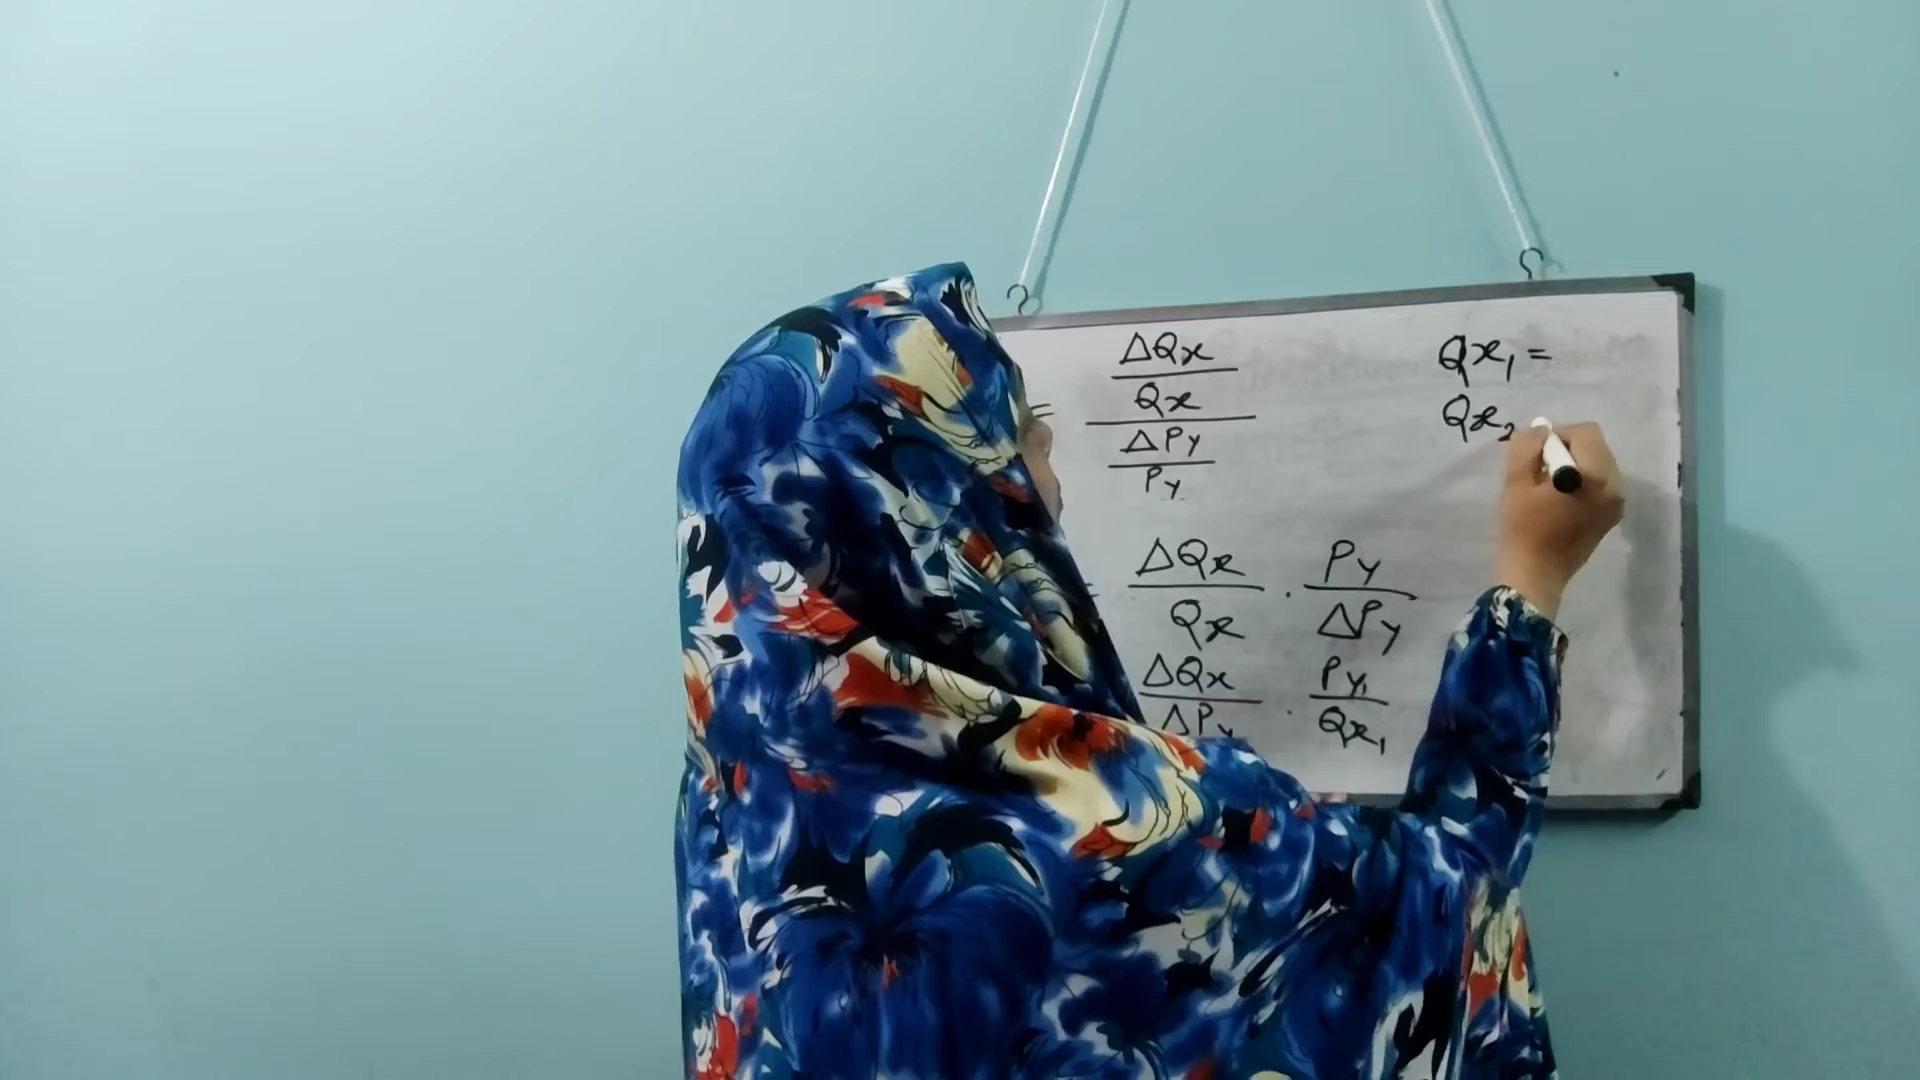 = ΔQx
Qx
ΔPy
Py
= ΔQx / Qx . Py / ΔPy
ΔQx / ΔPy . Py₁ / Qx₁
Qx₁ =
Qx₂